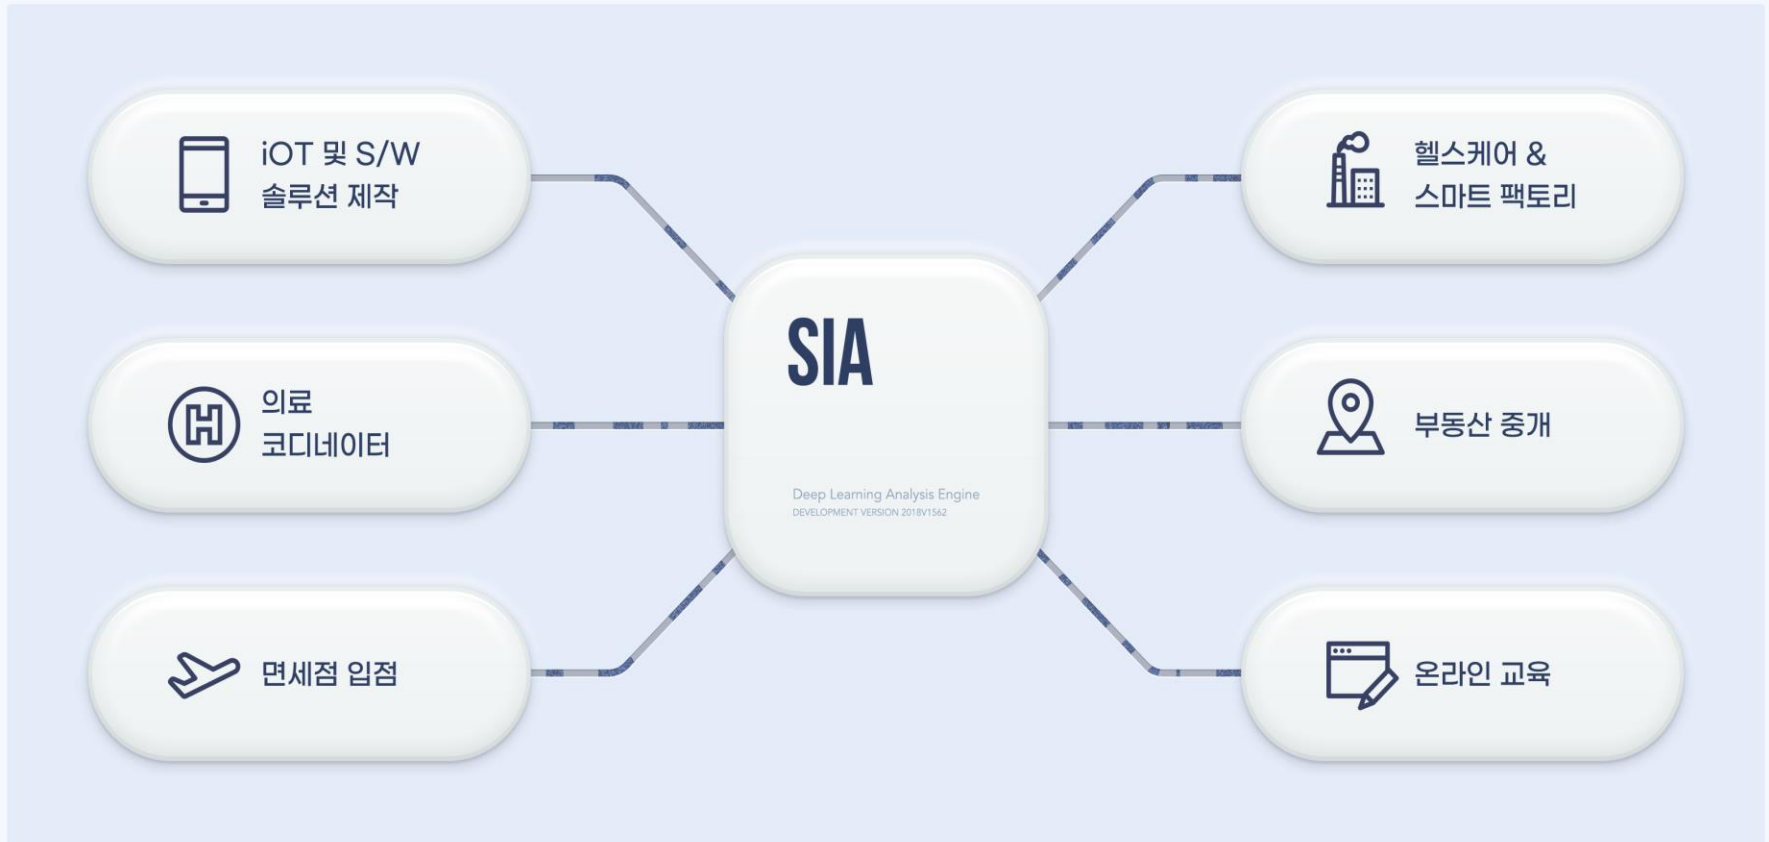 iOT 및 S/W
솔루션 제작
의료
코디네이터
면세점 입점
SIA
Deep Learning Analysis Engine
DEVELOPMENT VERSION 2018V1562
헬스케어 &
스마트 팩토리
부동산 중개
온라인 교육